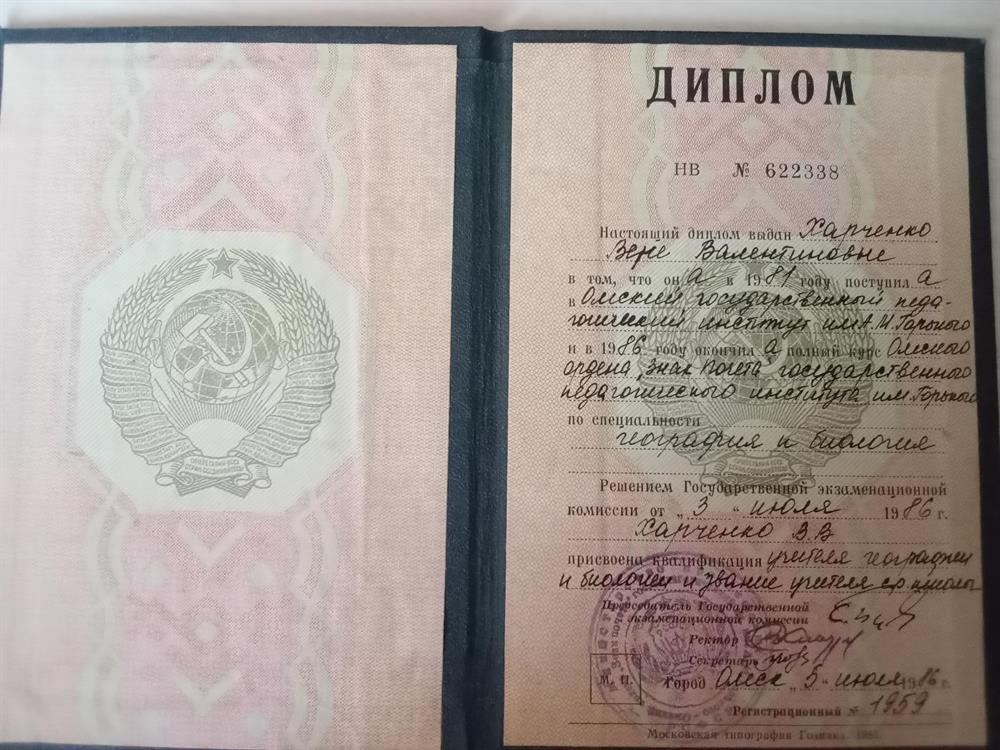 ДИПЛОМ
НВ № 622338
Настоящий диплом выдан Харченко
Вере Валентиновне
в том, что она в 1981 году поступила
в Омский государственный педа-
гогический институт им А.М. Горького
и в 1986 году окончила полный курс Омского
ордена "Знак Почета" государственного
педагогического института им. Горького
по специальности
география и биология
Решением Государственной экзаменационной
комиссии от „3“ июля 1986 г.
Харченко В.В
присвоена квалификация учителя географии
и биологии и звание учителя ср. школы
Председатель Государственной
экзаменационной комиссии
Ректор
Секретарь
М. П.
Город Омск „5“ июля 1986 г.
Регистрационный № 1959
Московская типография Гознака.